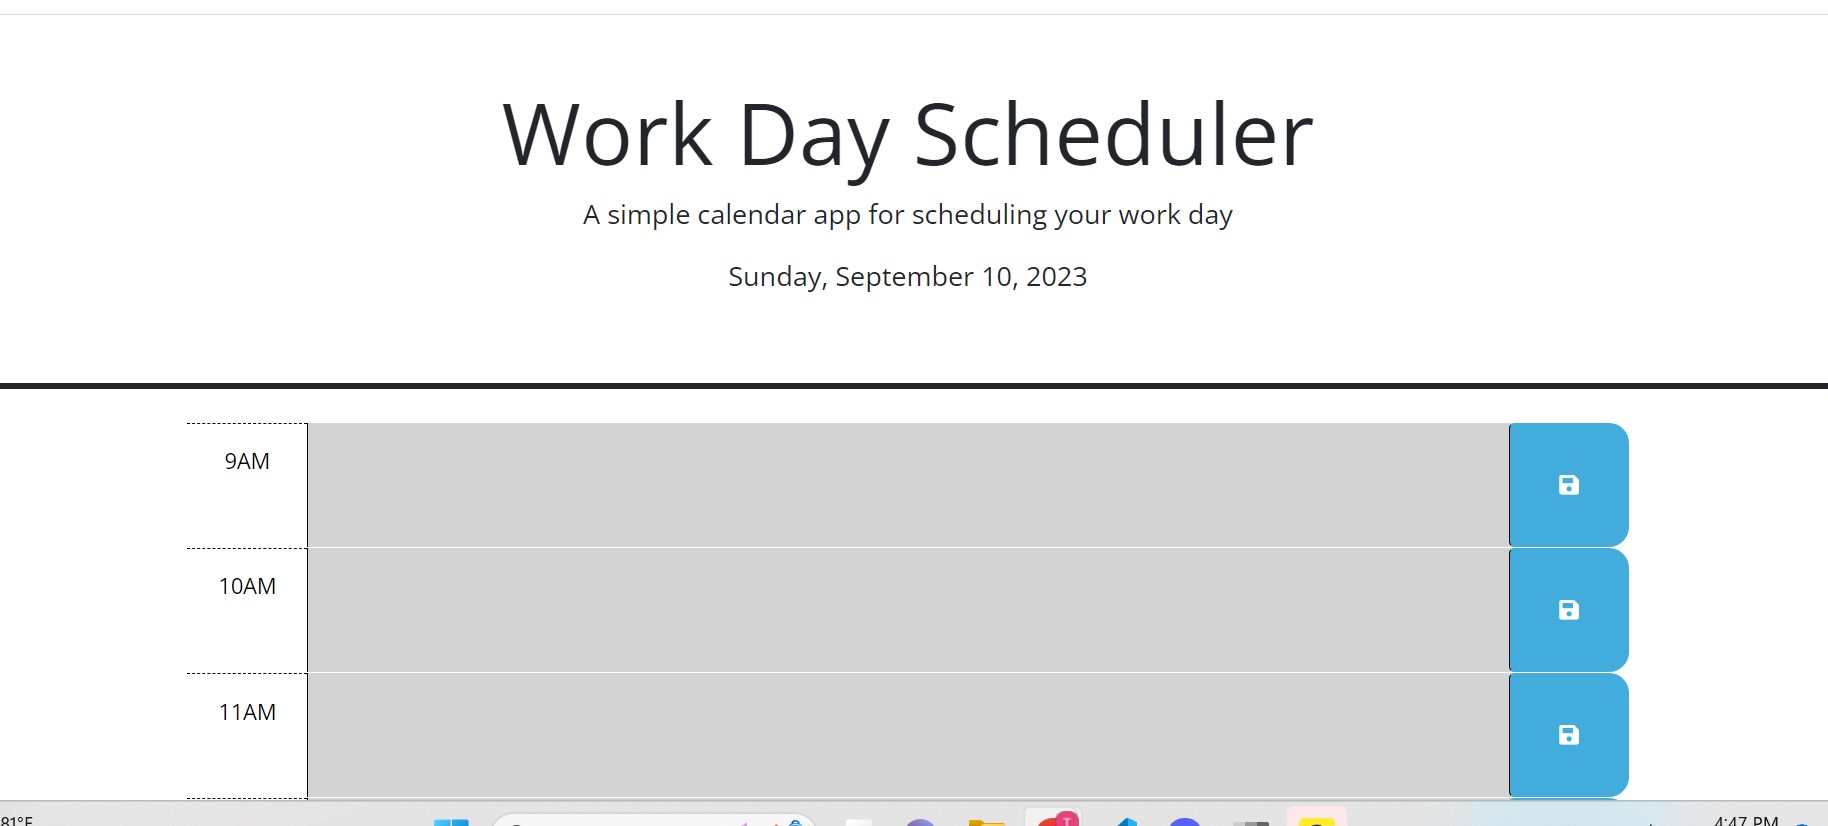 Work Day Scheduler
A simple calendar app for scheduling your work day
Sunday, September 10, 2023
9AM
10AM
11AM
81°F
4:47 PM